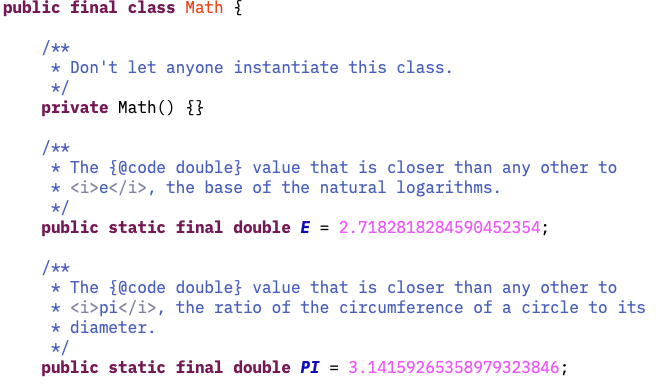 public final class Math {
/**
* Don't let anyone instantiate this class.
*/
private Math() {}
/**
* The {@code double} value that is closer than any other to
* <i>e</i>, the base of the natural logarithms.
*/
public static final double E = 2.7182818284590452354;
/**
* The {@code double} value that is closer than any other to
* <i>pi</i>, the ratio of the circumference of a circle to its
* diameter.
*/
public static final double PI = 3.14159265358979323846;